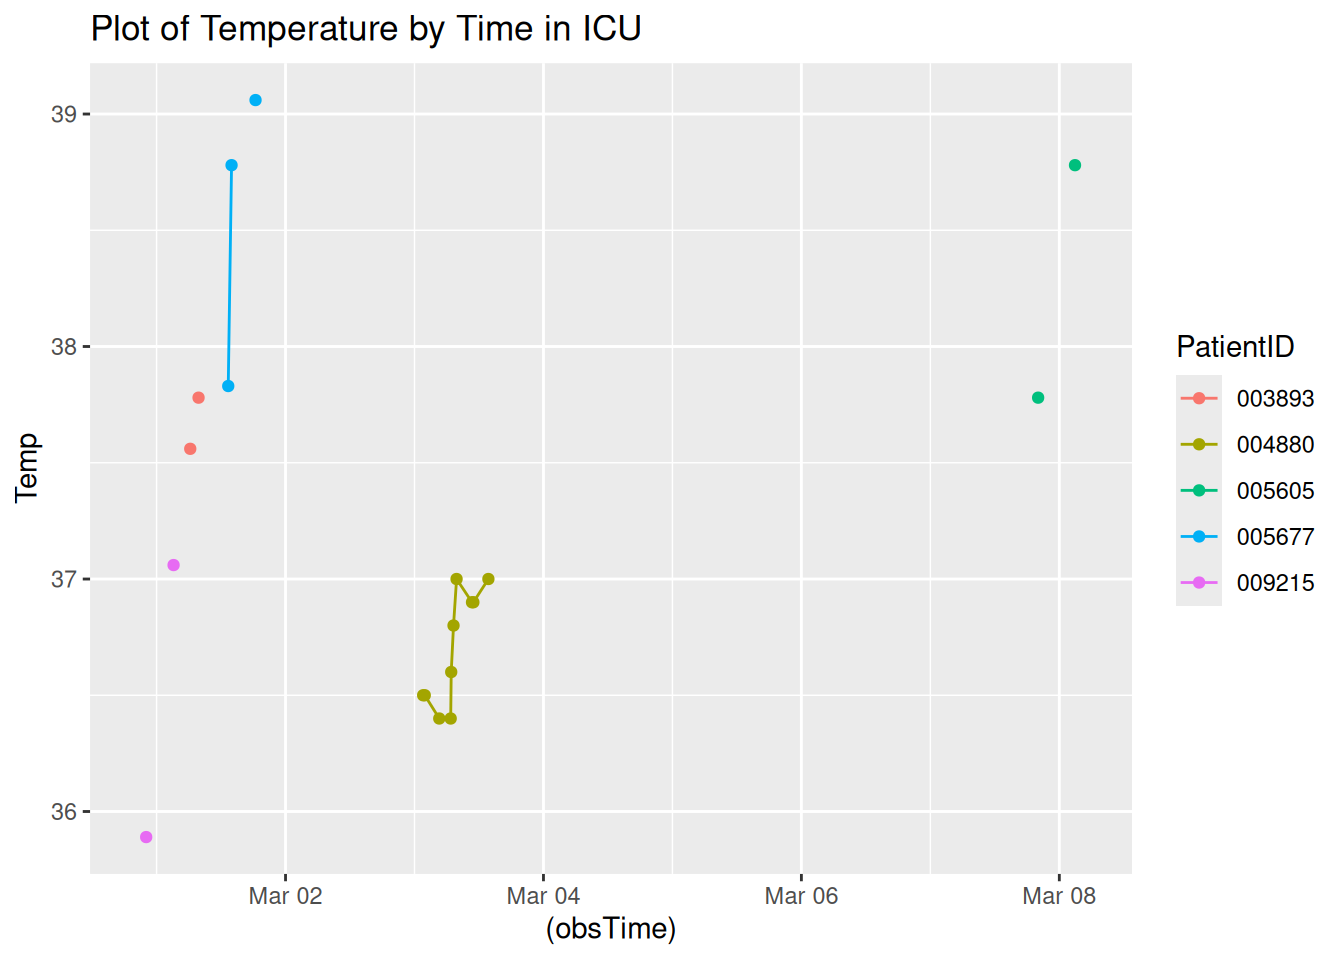 Plot of Temperature by Time in ICU
39
38
37
36
Temp
Mar 02
Mar 04
Mar 06
Mar 08
(obsTime)
PatientID
003893
004880
005605
005677
009215